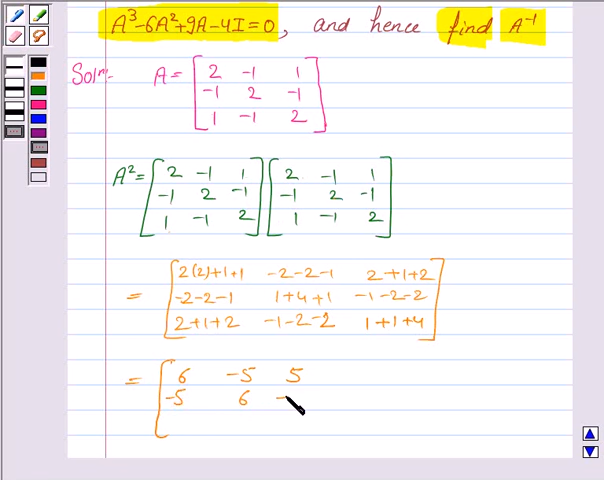 A³-6A²+9A-4I=0, and hence find A⁻¹
Solⁿ:- A = [ 2 -1 1
-1 2 -1
1 -1 2 ]
A² = [ 2 -1 1 ] [ 2 -1 1 ]
-1 2 -1 -1 2 -1
1 -1 2 1 -1 2
= [ 2(2)+1+1 -2-2-1 2+1+2
-2-2-1 1+4+1 -1-2-2
2+1+2 -1-2-2 1+1+4 ]
= [ 6 -5 5
-5 6 -